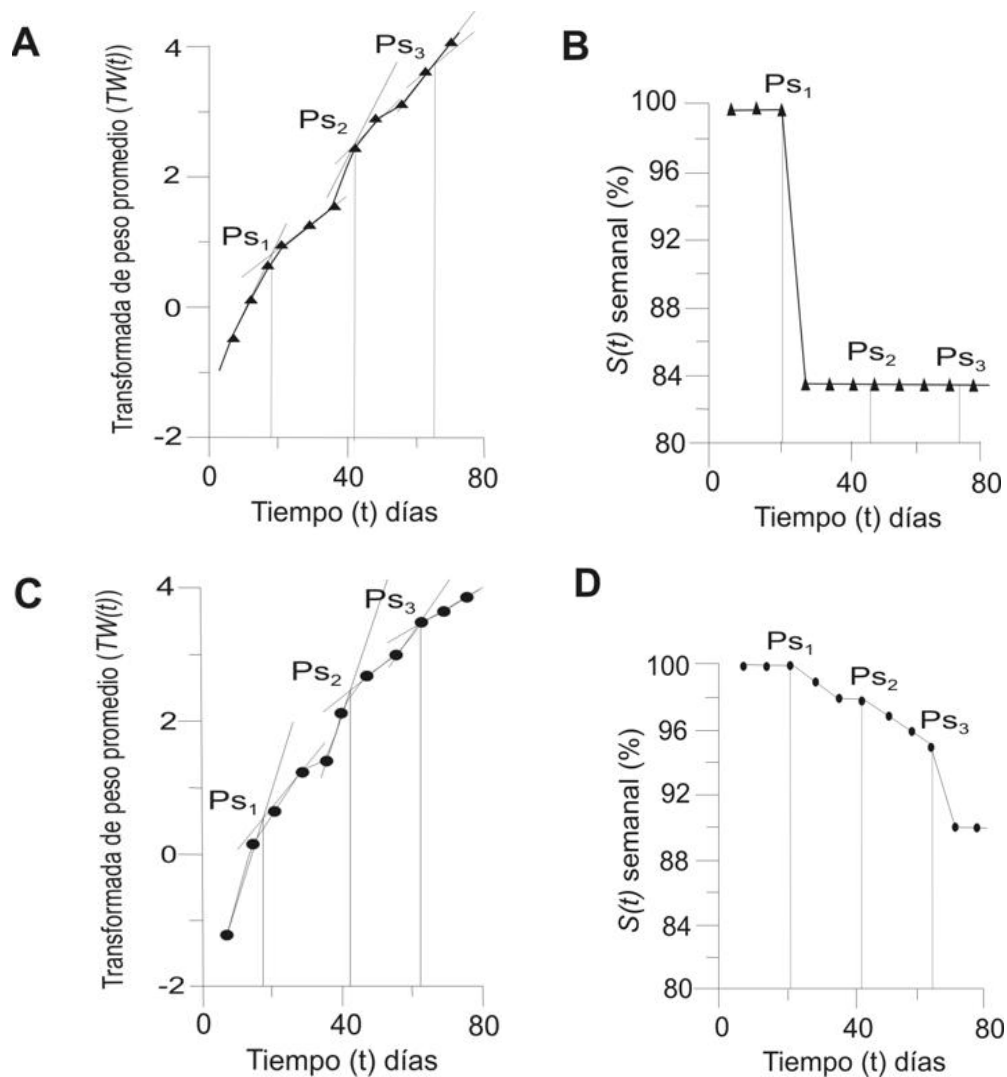 A
Transformada de peso promedio (TW(t))
4
2
0
-2
Ps1
Ps2
Ps3
0
40
80
Tiempo (t) días
B
S(t) semanal (%)
100
96
92
88
84
80
Ps1
Ps2
Ps3
0
40
80
Tiempo (t) días
C
Transformada de peso promedio (TW(t))
4
2
0
-2
Ps1
Ps2
Ps3
0
40
80
Tiempo (t) días
D
S(t) semanal (%)
100
96
92
88
84
80
Ps1
Ps2
Ps3
0
40
80
Tiempo (t) días